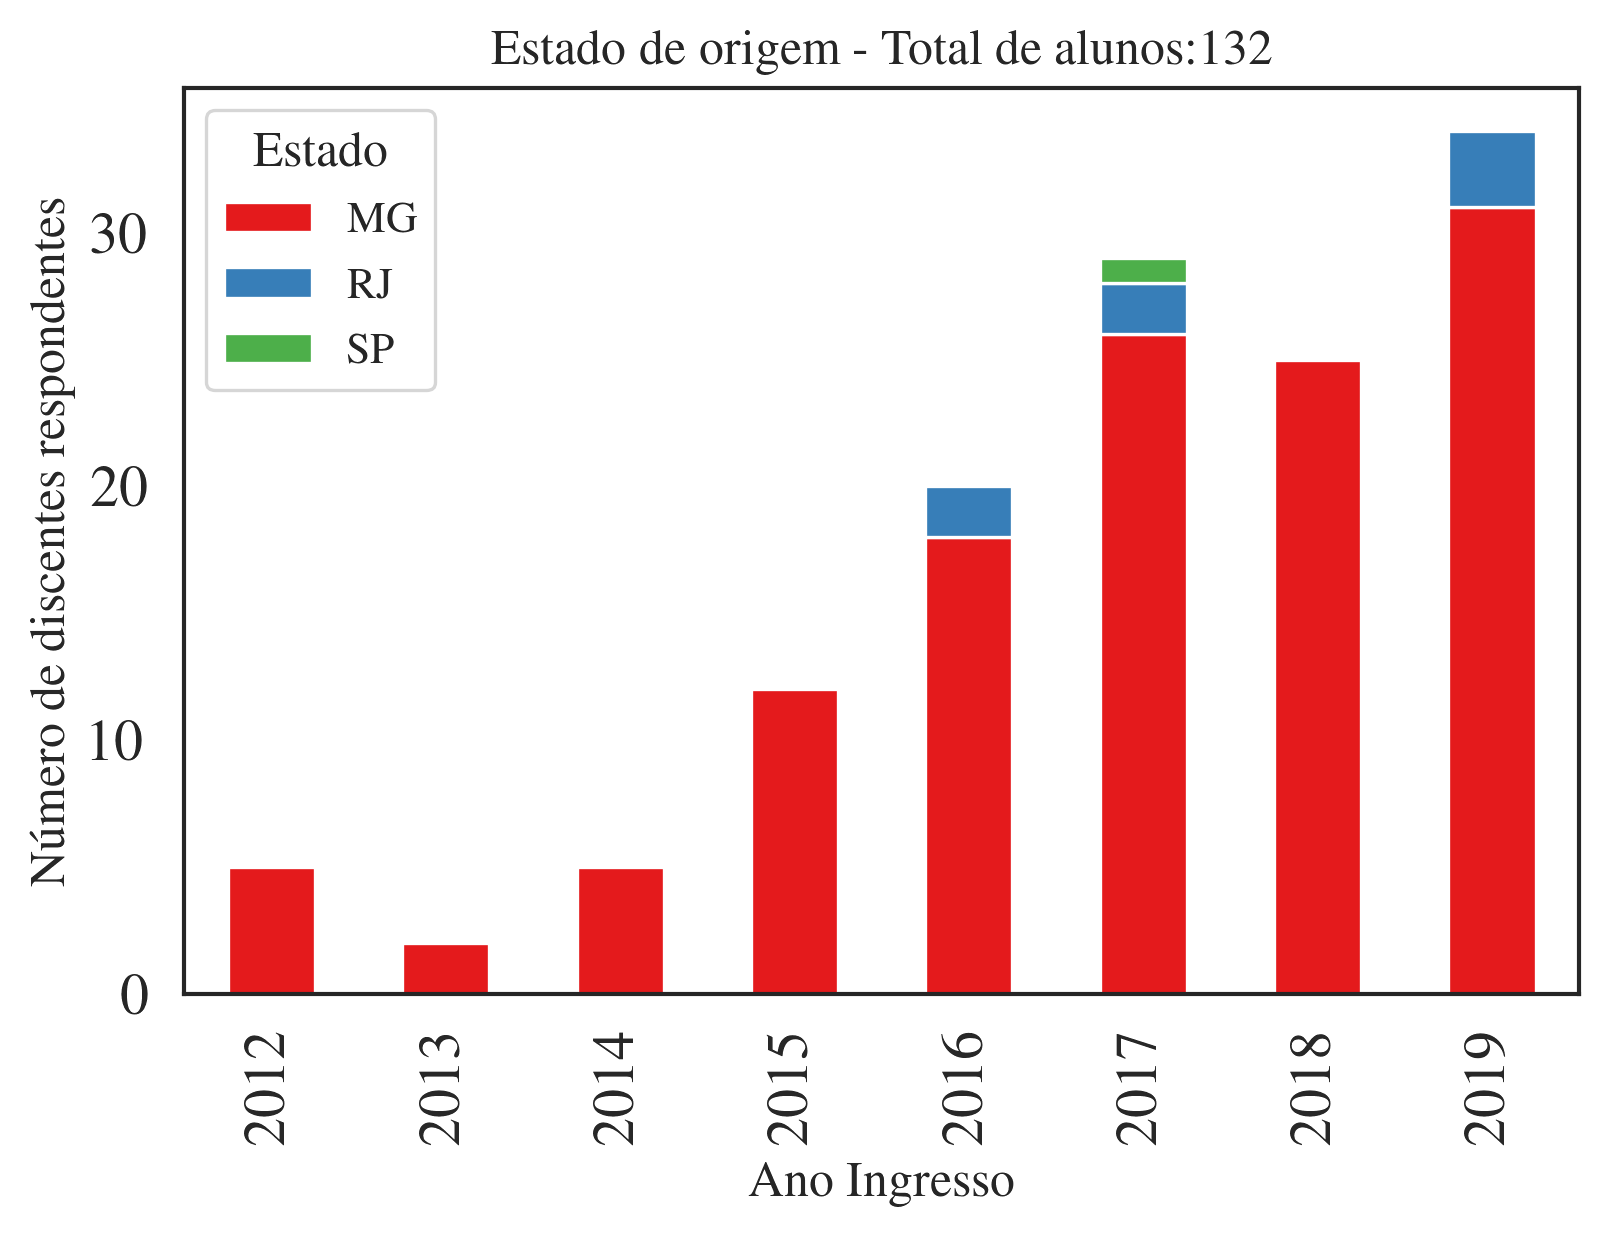 Estado de origem - Total de alunos:132
Estado
MG
RJ
SP
Número de discentes respondentes
30
20
10
0
2012
2013
2014
2015
2016
2017
2018
2019
Ano Ingresso